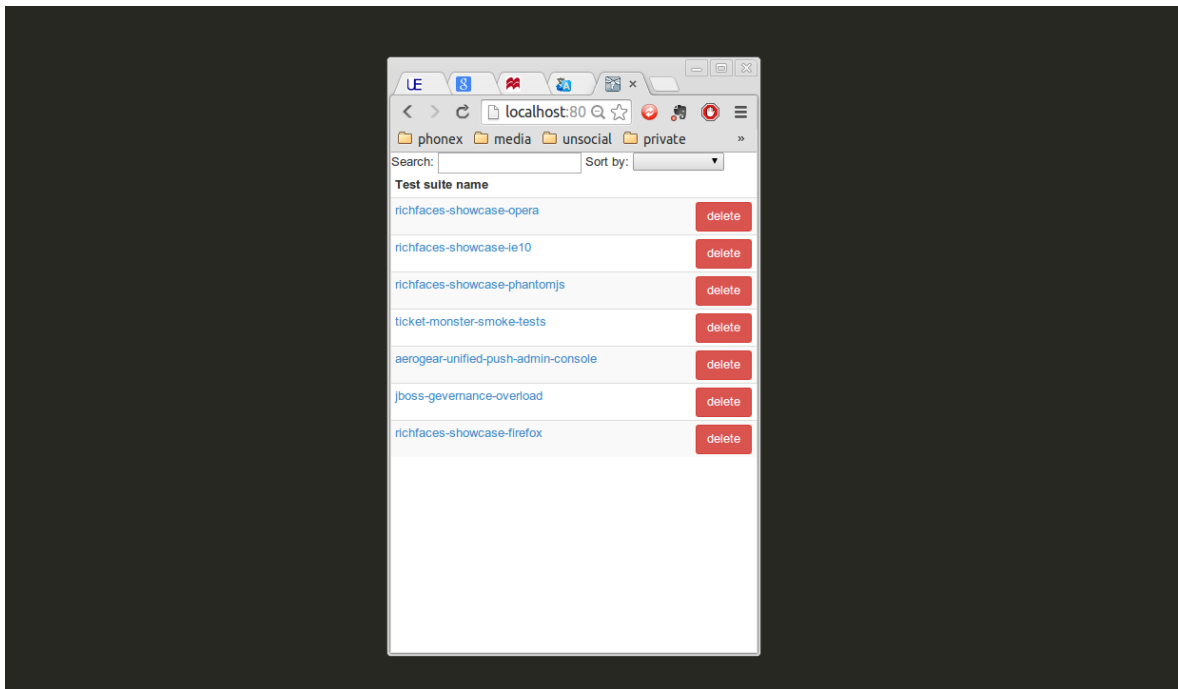 UE 8 A
localhost:80
phonex media unsocial private »
Search: Sort by:
Test suite name
richfaces-showcase-opera delete
richfaces-showcase-ie10 delete
richfaces-showcase-phantomjs delete
ticket-monster-smoke-tests delete
aerogear-unified-push-admin-console delete
jboss-gevernance-overload delete
richfaces-showcase-firefox delete